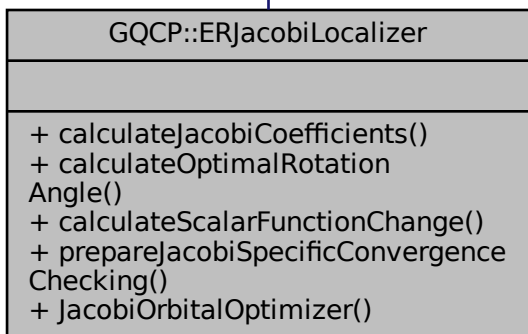 GQCP::ERJacobiLocalizer
+ calculateJacobiCoefficients()
+ calculateOptimalRotation
Angle()
+ calculateScalarFunctionChange()
+ prepareJacobiSpecificConvergence
Checking()
+ JacobiOrbitalOptimizer()